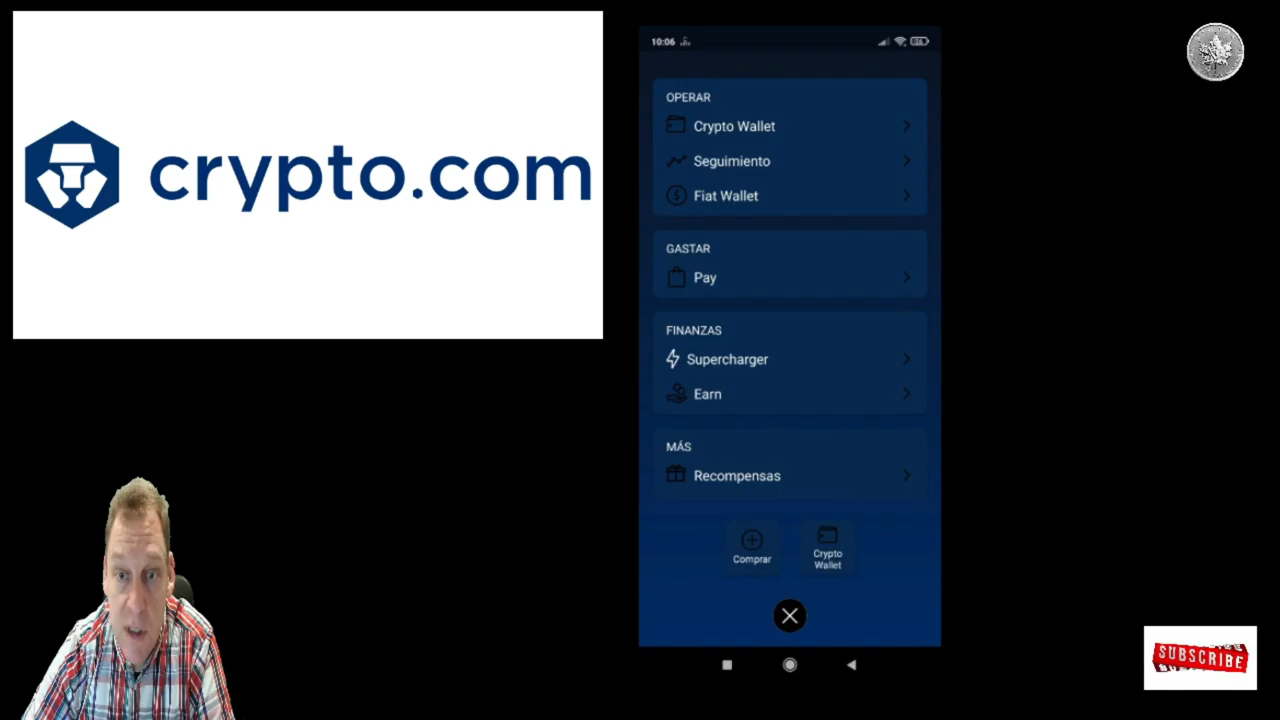 crypto.com
10:06
26
OPERAR
Crypto Wallet
Seguimiento
Fiat Wallet
GASTAR
Pay
FINANZAS
Supercharger
Earn
MÁS
Recompensas
Comprar
Crypto
Wallet
SUBSCRIBE